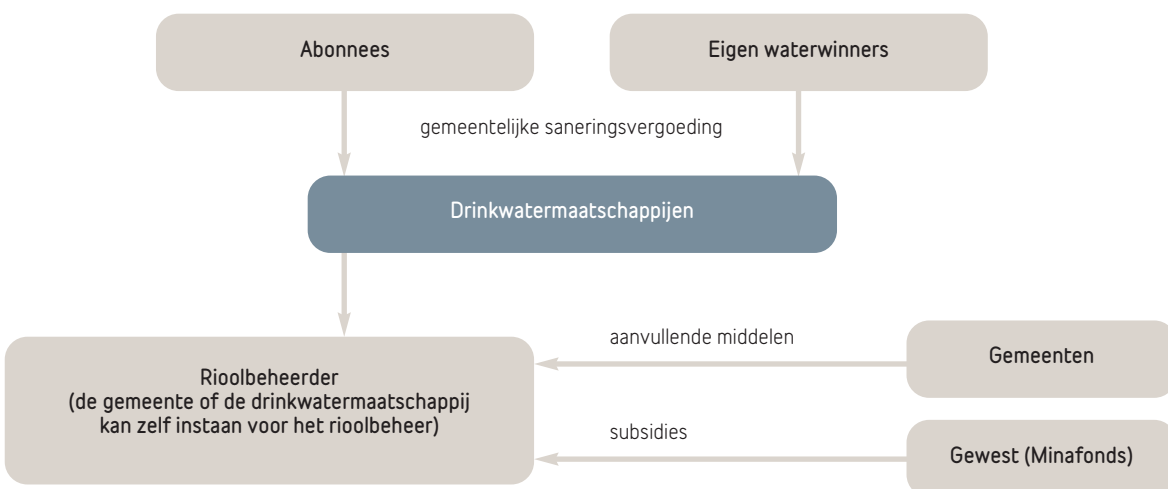 Abonnees
Eigen waterwinners
gemeentelijke saneringsvergoeding
Drinkwatermaatschappijen
aanvullende middelen
Gemeenten
Rioolbeheerder
(de gemeente of de drinkwatermaatschappij
kan zelf instaan voor het rioolbeheer)
subsidies
Gewest (Minafonds)